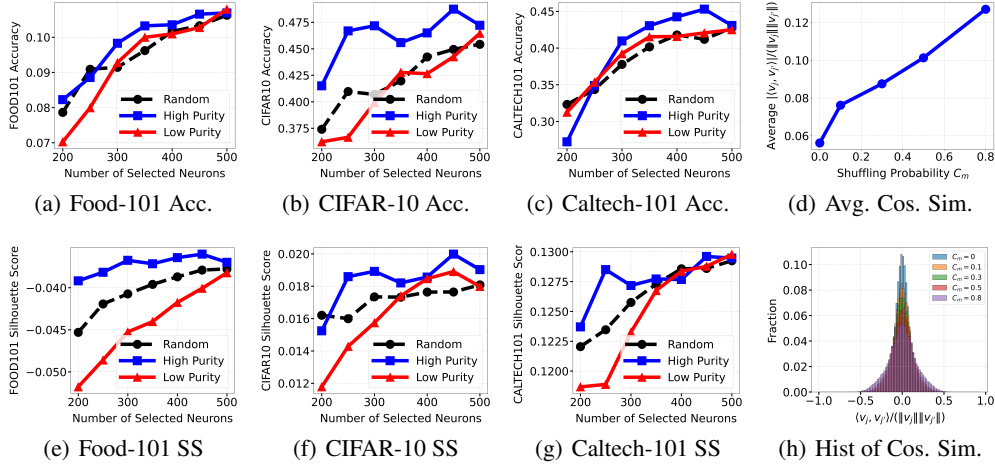 FOOD101 Accuracy
0.10
0.09
0.08
0.07
Random
High Purity
Low Purity
200 300 400 500
Number of Selected Neurons
(a) Food-101 Acc.
CIFAR10 Accuracy
0.475
0.450
0.425
0.400
0.375
Random
High Purity
Low Purity
200 300 400 500
Number of Selected Neurons
(b) CIFAR-10 Acc.
CALTECH101 Accuracy
0.45
0.40
0.35
0.30
Random
High Purity
Low Purity
200 300 400 500
Number of Selected Neurons
(c) Caltech-101 Acc.
Average |⟨v_j, v_j'⟩/(‖v_j‖‖v_j'‖)|
0.12
0.10
0.08
0.06
0.0 0.2 0.4 0.6 0.8
Shuffling Probability C_m
(d) Avg. Cos. Sim.
FOOD101 Silhouette Score
−0.040
−0.045
−0.050
Random
High Purity
Low Purity
200 300 400 500
Number of Selected Neurons
(e) Food-101 SS
CIFAR10 Silhouette Score
0.020
0.018
0.016
0.014
0.012
Random
High Purity
Low Purity
200 300 400 500
Number of Selected Neurons
(f) CIFAR-10 SS
CALTECH101 Silhouette Score
0.1300
0.1275
0.1250
0.1225
0.1200
Random
High Purity
Low Purity
200 300 400 500
Number of Selected Neurons
(g) Caltech-101 SS
Fraction
0.10
0.08
0.06
0.04
0.02
0.00
C_m = 0
C_m = 0.1
C_m = 0.3
C_m = 0.5
C_m = 0.8
−1.0 −0.5 0.0 0.5 1.0
⟨v_j, v_j'⟩/(‖v_j‖‖v_j'‖)
(h) Hist of Cos. Sim.